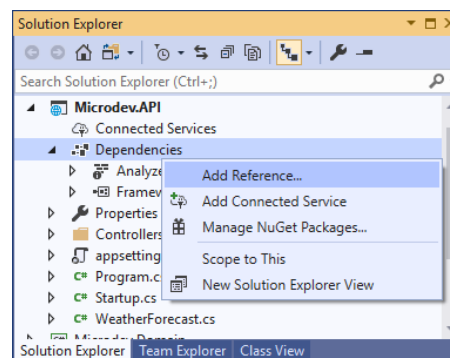 Solution Explorer
Search Solution Explorer (Ctrl+;)
Microdev.API
Connected Services
Dependencies
Analyze
Framew
Properties
Controllers
appsetting
C# Program.c
C# Startup.cs
C# WeatherForecast.cs
C# Microdev.Domain
Add Reference...
Add Connected Service
Manage NuGet Packages...
Scope to This
New Solution Explorer View
Solution Explorer Team Explorer Class View